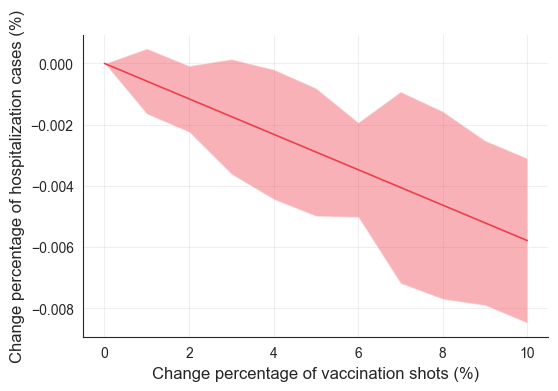 Change percentage of hospitalization cases (%)
0.000
−0.002
−0.004
−0.006
−0.008
0 2 4 6 8 10
Change percentage of vaccination shots (%)